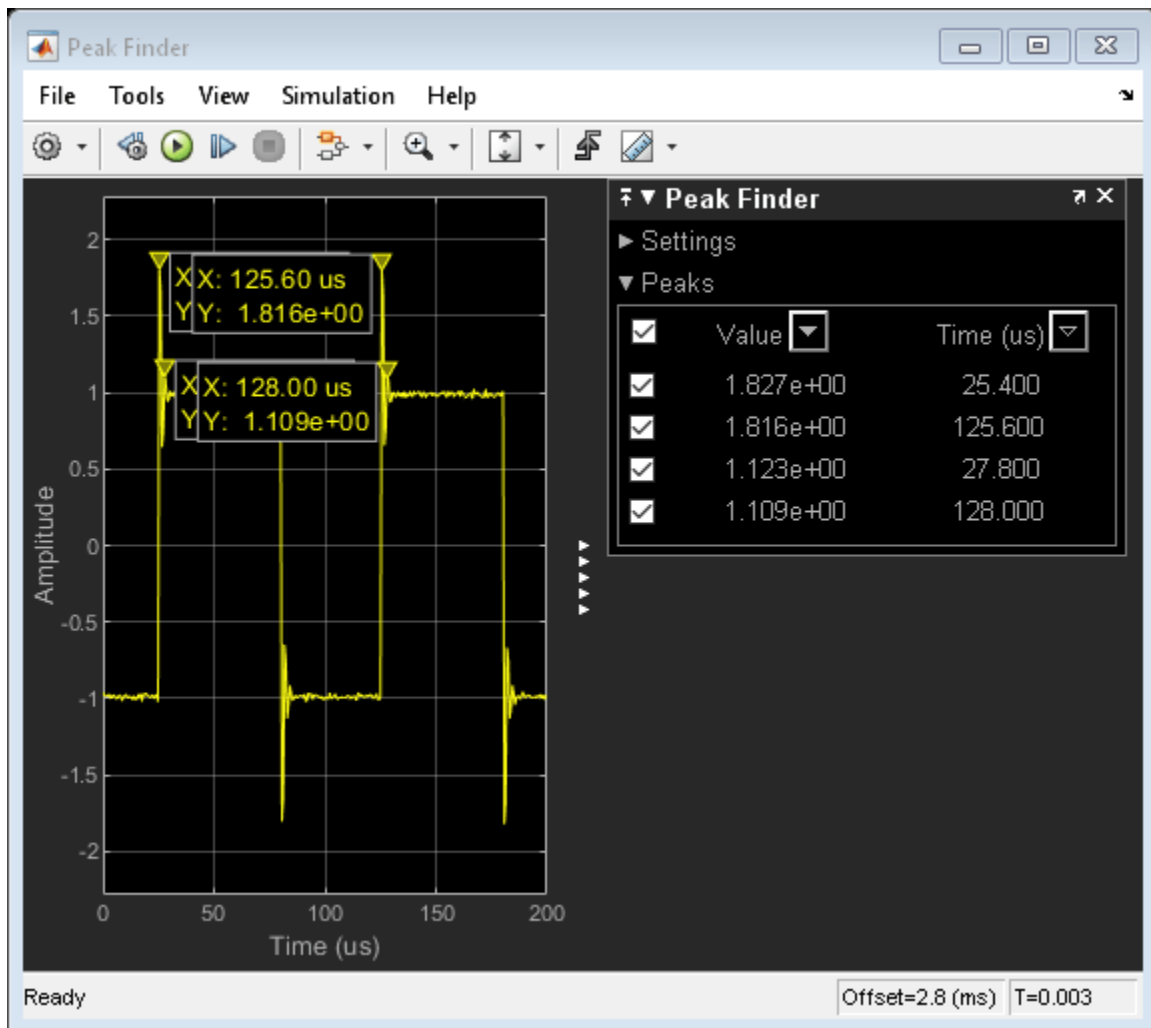 Peak Finder
File Tools View Simulation Help
2
1.5
1
0.5
0
-0.5
-1
-1.5
-2
Amplitude
X X: 125.60 us
Y Y: 1.816e+00
X X: 128.00 us
Y Y: 1.109e+00
0 50 100 150 200
Time (us)
Peak Finder
Settings
Peaks
Value Time (us)
1.827e+00 25.400
1.816e+00 125.600
1.123e+00 27.800
1.109e+00 128.000
Ready Offset=2.8 (ms) T=0.003